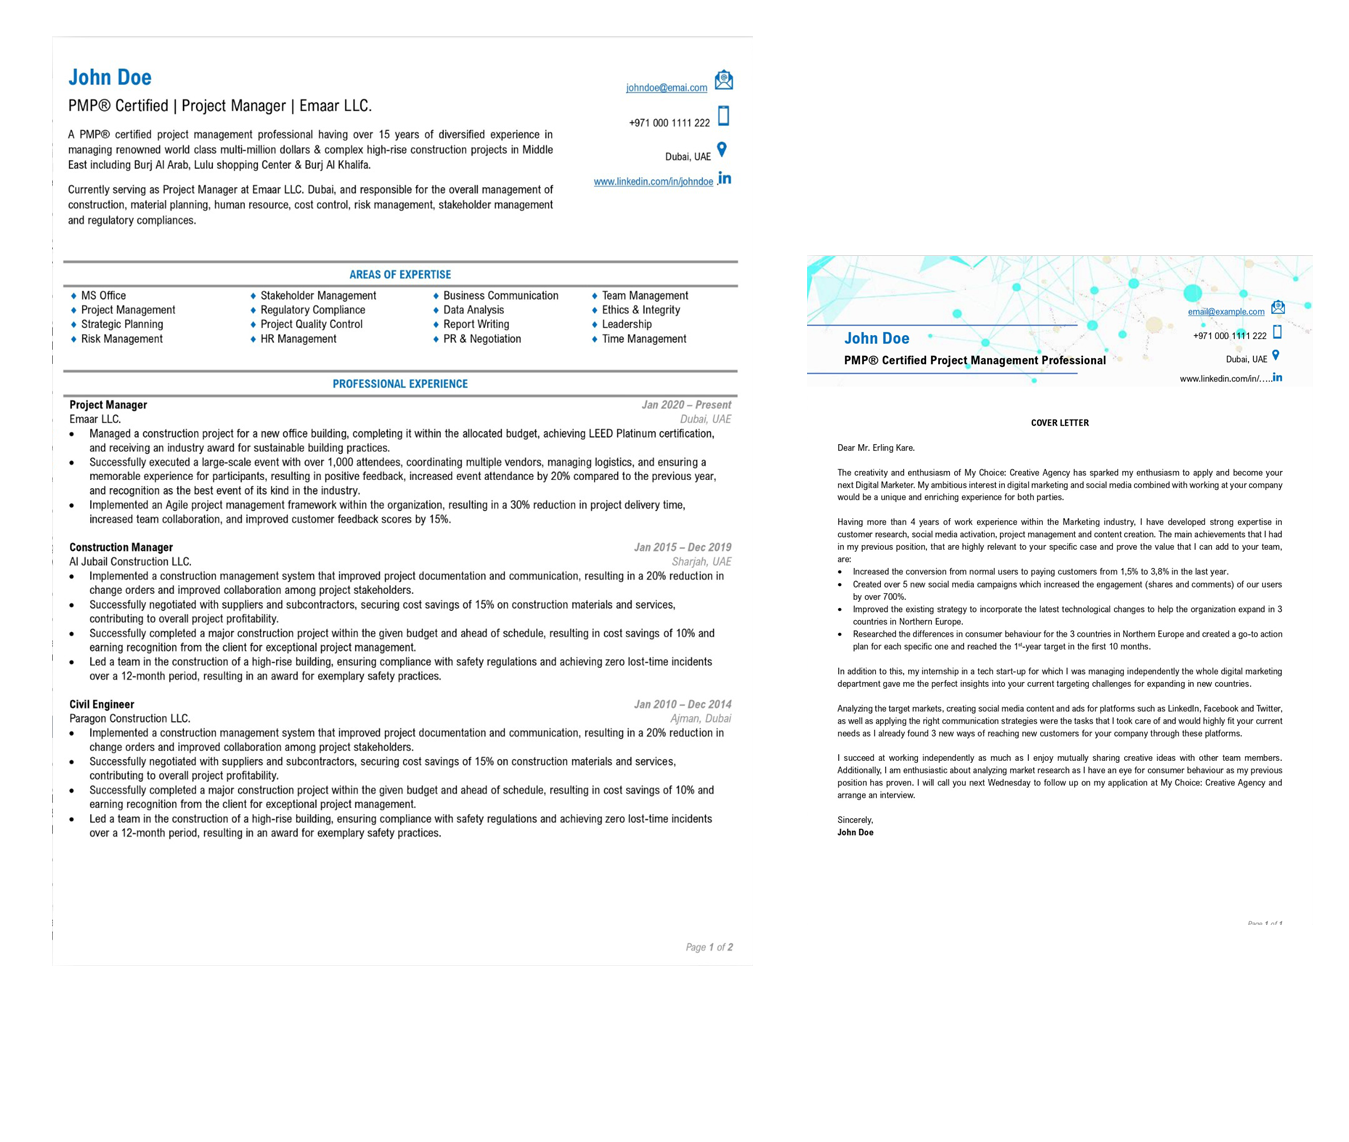 John Doe
PMP® Certified | Project Manager | Emaar LLC.
A PMP® certified project management professional having over 15 years of diversified experience in
managing renowned world class multi-million dollars & complex high-rise construction projects in Middle
East including Burj Al Arab, Lulu shopping Center & Burj Al Khalifa.
Currently serving as Project Manager at Emaar LLC. Dubai, and responsible for the overall management of
construction, material planning, human resource, cost control, risk management, stakeholder management
and regulatory compliances.
johndoe@emai.com
+971 000 1111 222
Dubai, UAE
www.linkedin.com/in/johndoe
AREAS OF EXPERTISE
♦ MS Office
♦ Project Management
♦ Strategic Planning
♦ Risk Management
♦ Stakeholder Management
♦ Regulatory Compliance
♦ Project Quality Control
♦ HR Management
♦ Business Communication
♦ Data Analysis
♦ Report Writing
♦ PR & Negotiation
♦ Team Management
♦ Ethics & Integrity
♦ Leadership
♦ Time Management
PROFESSIONAL EXPERIENCE
Project Manager Jan 2020 – Present
Emaar LLC. Dubai, UAE
• Managed a construction project for a new office building, completing it within the allocated budget, achieving LEED Platinum certification,
and receiving an industry award for sustainable building practices.
• Successfully executed a large-scale event with over 1,000 attendees, coordinating multiple vendors, managing logistics, and ensuring a
memorable experience for participants, resulting in positive feedback, increased event attendance by 20% compared to the previous year,
and recognition as the best event of its kind in the industry.
• Implemented an Agile project management framework within the organization, resulting in a 30% reduction in project delivery time,
increased team collaboration, and improved customer feedback scores by 15%.
Construction Manager Jan 2015 – Dec 2019
Al Jubail Construction LLC. Sharjah, UAE
• Implemented a construction management system that improved project documentation and communication, resulting in a 20% reduction in
change orders and improved collaboration among project stakeholders.
• Successfully negotiated with suppliers and subcontractors, securing cost savings of 15% on construction materials and services,
contributing to overall project profitability.
• Successfully completed a major construction project within the given budget and ahead of schedule, resulting in cost savings of 10% and
earning recognition from the client for exceptional project management.
• Led a team in the construction of a high-rise building, ensuring compliance with safety regulations and achieving zero lost-time incidents
over a 12-month period, resulting in an award for exemplary safety practices.
Civil Engineer Jan 2010 – Dec 2014
Paragon Construction LLC. Ajman, Dubai
• Implemented a construction management system that improved project documentation and communication, resulting in a 20% reduction in
change orders and improved collaboration among project stakeholders.
• Successfully negotiated with suppliers and subcontractors, securing cost savings of 15% on construction materials and services,
contributing to overall project profitability.
• Successfully completed a major construction project within the given budget and ahead of schedule, resulting in cost savings of 10% and
earning recognition from the client for exceptional project management.
• Led a team in the construction of a high-rise building, ensuring compliance with safety regulations and achieving zero lost-time incidents
over a 12-month period, resulting in an award for exemplary safety practices.
Page 1 of 2
John Doe
PMP® Certified Project Management Professional
email@example.com
+971 000 1111 222
Dubai, UAE
www.linkedin.com/in/…..
COVER LETTER
Dear Mr. Erling Kare.
The creativity and enthusiasm of My Choice: Creative Agency has sparked my enthusiasm to apply and become your
next Digital Marketer. My ambitious interest in digital marketing and social media combined with working at your company
would be a unique and enriching experience for both parties.
Having more than 4 years of work experience within the Marketing industry, I have developed strong expertise in
customer research, social media activation, project management and content creation. The main achievements that I had
in my previous position, that are highly relevant to your specific case and prove the value that I can add to your team,
are:
• Increased the conversion from normal users to paying customers from 1,5% to 3,8% in the last year.
• Created over 5 new social media campaigns which increased the engagement (shares and comments) of our users
by over 700%.
• Improved the existing strategy to incorporate the latest technological changes to help the organization expand in 3
countries in Northern Europe.
• Researched the differences in consumer behaviour for the 3 countries in Northern Europe and created a go-to action
plan for each specific one and reached the 1st-year target in the first 10 months.
In addition to this, my internship in a tech start-up for which I was managing independently the whole digital marketing
department gave me the perfect insights into your current targeting challenges for expanding in new countries.
Analyzing the target markets, creating social media content and ads for platforms such as LinkedIn, Facebook and Twitter,
as well as applying the right communication strategies were the tasks that I took care of and would highly fit your current
needs as I already found 3 new ways of reaching new customers for your company through these platforms.
I succeed at working independently as much as I enjoy mutually sharing creative ideas with other team members.
Additionally, I am enthusiastic about analyzing market research as I have an eye for consumer behaviour as my previous
position has proven. I will call you next Wednesday to follow up on my application at My Choice: Creative Agency and
arrange an interview.
Sincerely,
John Doe
Page 1 of 1